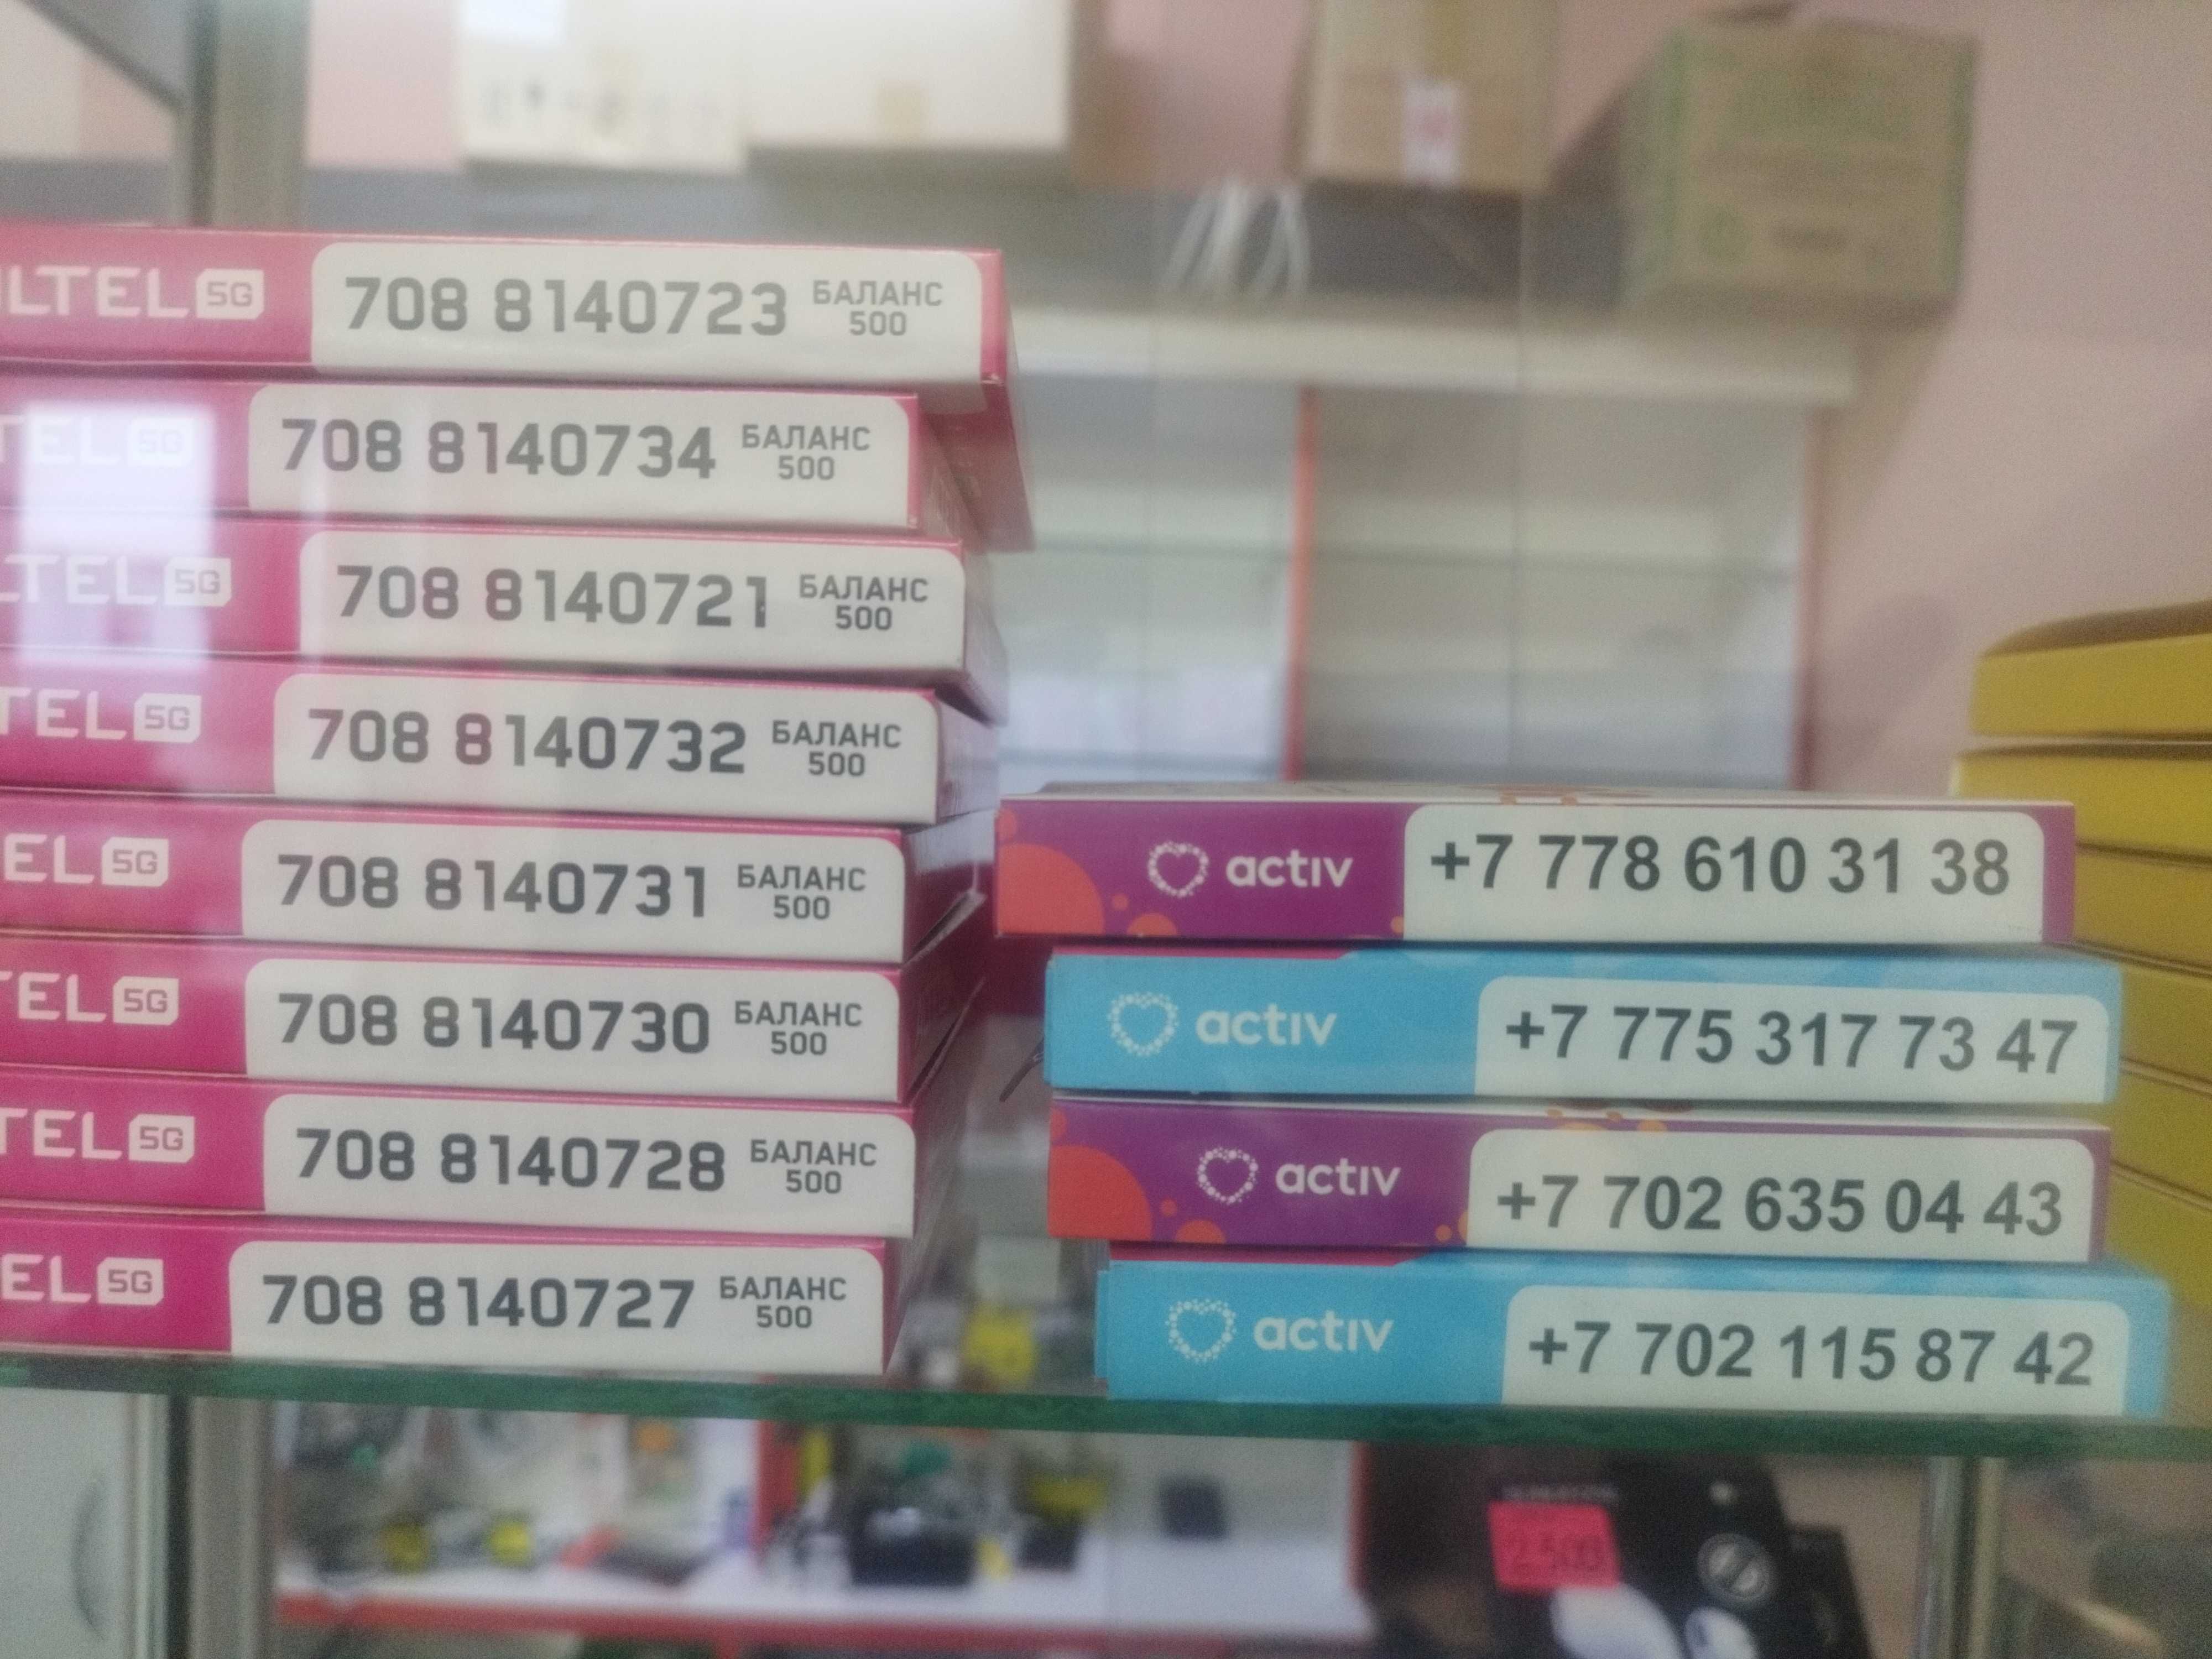 LTEL 5G 708 8140723 БАЛАНС 500
TEL 5G 708 8140734 БАЛАНС 500
LTEL 5G 708 8140721 БАЛАНС 500
TEL 5G 708 8140732 БАЛАНС 500
EL 5G 708 8140731 БАЛАНС 500
TEL 5G 708 8140730 БАЛАНС 500
TEL 5G 708 8140728 БАЛАНС 500
EL 5G 708 8140727 БАЛАНС 500
activ +7 778 610 31 38
activ +7 775 317 73 47
activ +7 702 635 04 43
activ +7 702 115 87 42